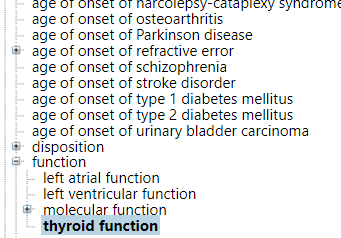 age of onset of narcolepsy-cataplexy syndrome
age of onset of osteoarthritis
age of onset of Parkinson disease
age of onset of refractive error
age of onset of schizophrenia
age of onset of stroke disorder
age of onset of type 1 diabetes mellitus
age of onset of type 2 diabetes mellitus
age of onset of urinary bladder carcinoma
disposition
function
left atrial function
left ventricular function
molecular function
thyroid function